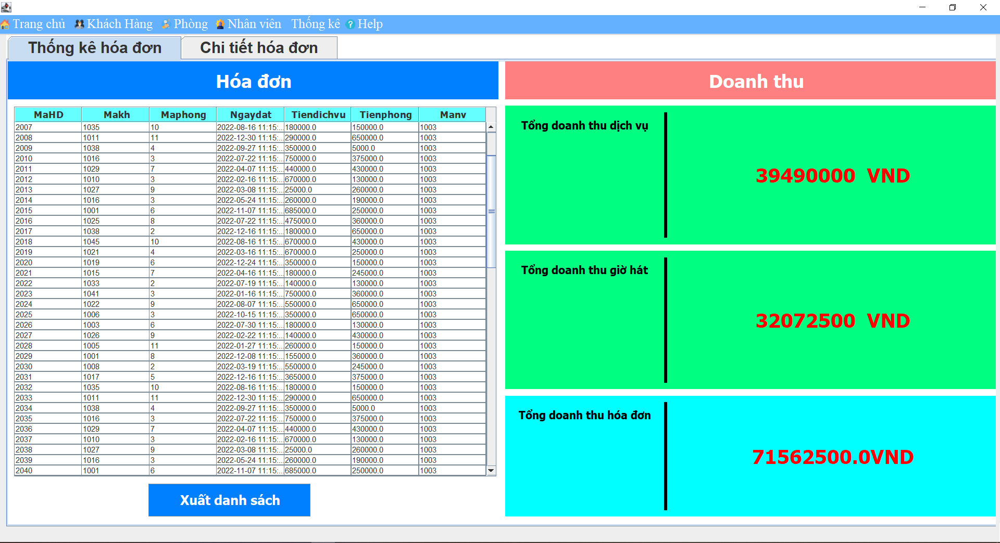 Trang chủ Khách Hàng Phòng Nhân viên Thống kê Help
Thống kê hóa đơn Chi tiết hóa đơn
Hóa đơn
MaHD Makh Maphong Ngaydat Tiendichvu Tienphong Manv
2007 1035 10 2022-08-16 11:15:... 180000.0 150000.0 1003
2008 1011 11 2022-12-30 11:15:... 290000.0 650000.0 1003
2009 1038 4 2022-09-27 11:15:... 350000.0 5000.0 1003
2010 1016 3 2022-07-22 11:15:... 750000.0 375000.0 1003
2011 1029 7 2022-04-07 11:15:... 440000.0 430000.0 1003
2012 1010 3 2022-02-16 11:15:... 670000.0 130000.0 1003
2013 1027 9 2022-03-08 11:15:... 25000.0 260000.0 1003
2014 1016 3 2022-05-24 11:15:... 260000.0 190000.0 1003
2015 1001 6 2022-11-07 11:15:... 685000.0 250000.0 1003
2016 1025 8 2022-07-22 11:15:... 475000.0 360000.0 1003
2017 1038 2 2022-12-16 11:15:... 180000.0 650000.0 1003
2018 1045 10 2022-08-16 11:15:... 670000.0 430000.0 1003
2019 1021 4 2022-03-16 11:15:... 670000.0 250000.0 1003
2020 1019 6 2022-12-24 11:15:... 350000.0 150000.0 1003
2021 1015 7 2022-04-16 11:15:... 180000.0 245000.0 1003
2022 1033 2 2022-07-19 11:15:... 140000.0 130000.0 1003
2023 1041 3 2022-01-16 11:15:... 750000.0 360000.0 1003
2024 1022 9 2022-08-07 11:15:... 550000.0 650000.0 1003
2025 1006 3 2022-10-15 11:15:... 350000.0 650000.0 1003
2026 1003 6 2022-07-30 11:15:... 180000.0 130000.0 1003
2027 1026 9 2022-02-22 11:15:... 140000.0 430000.0 1003
2028 1005 11 2022-01-27 11:15:... 260000.0 150000.0 1003
2029 1001 8 2022-12-08 11:15:... 155000.0 360000.0 1003
2030 1008 2 2022-03-19 11:15:... 550000.0 245000.0 1003
2031 1017 5 2022-12-16 11:15:... 365000.0 375000.0 1003
2032 1035 10 2022-08-16 11:15:... 180000.0 150000.0 1003
2033 1011 11 2022-12-30 11:15:... 290000.0 650000.0 1003
2034 1038 4 2022-09-27 11:15:... 350000.0 5000.0 1003
2035 1016 3 2022-07-22 11:15:... 750000.0 375000.0 1003
2036 1029 7 2022-04-07 11:15:... 440000.0 430000.0 1003
2037 1010 3 2022-02-16 11:15:... 670000.0 130000.0 1003
2038 1027 9 2022-03-08 11:15:... 25000.0 260000.0 1003
2039 1016 3 2022-05-24 11:15:... 260000.0 190000.0 1003
2040 1001 6 2022-11-07 11:15:... 685000.0 250000.0 1003
Xuất danh sách
Doanh thu
Tổng doanh thu dịch vụ
39490000 VND
Tổng doanh thu giờ hát
32072500 VND
Tổng doanh thu hóa đơn
71562500.0VND